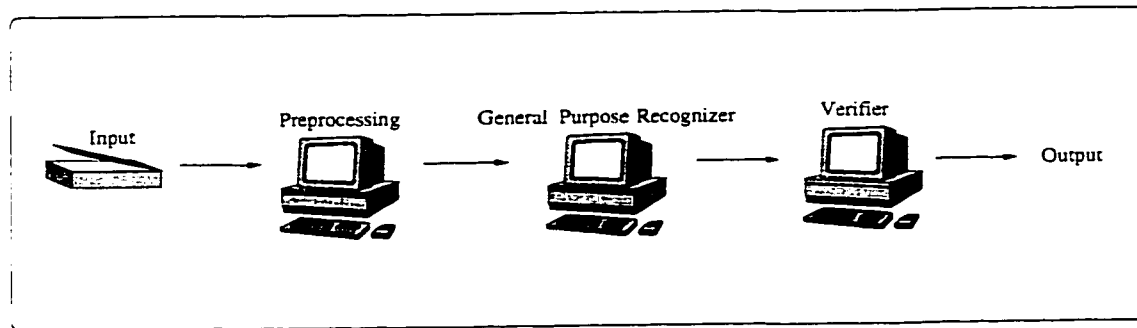 Input
Preprocessing
General Purpose Recognizer
Verifier
Output